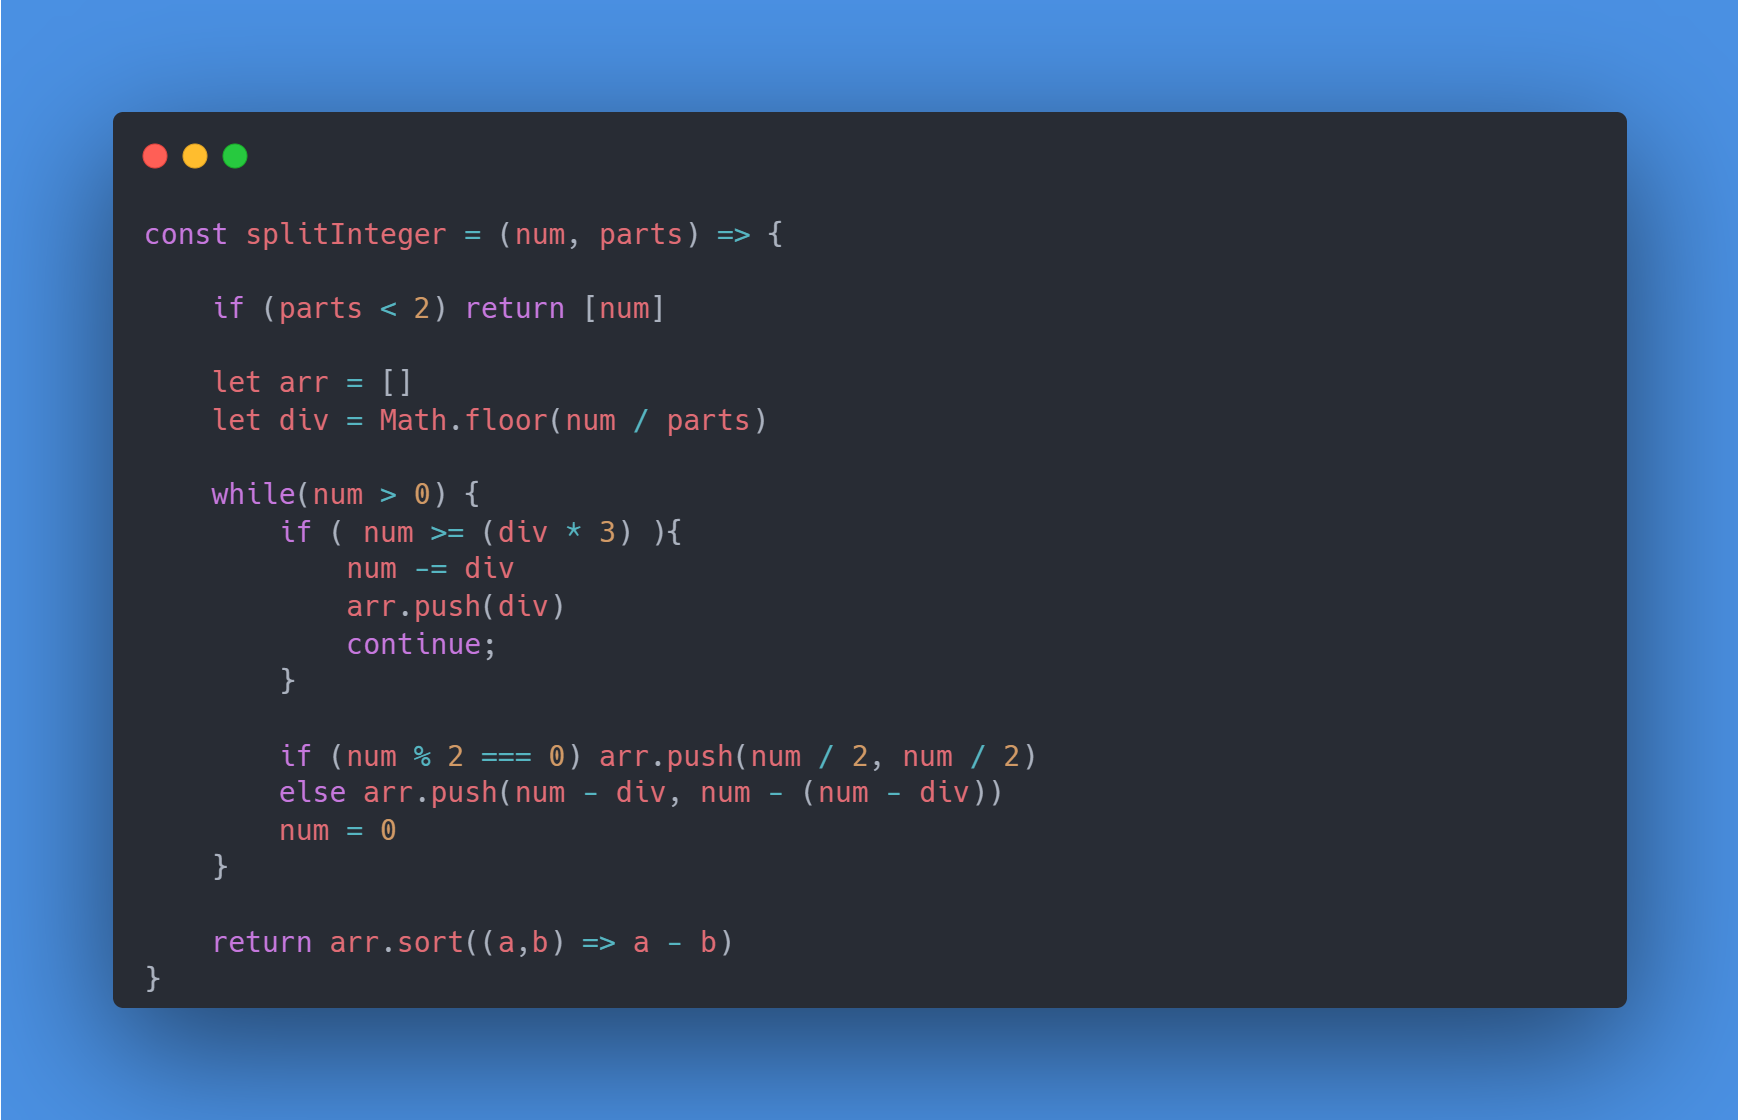 const splitInteger = (num, parts) => {
    if (parts < 2) return [num]
    let arr = []
    let div = Math.floor(num / parts)
    while(num > 0) {
        if ( num >= (div * 3) ){
            num -= div
            arr.push(div)
            continue;
        }
        if (num % 2 === 0) arr.push(num / 2, num / 2)
        else arr.push(num - div, num - (num - div))
        num = 0
    }
    return arr.sort((a,b) => a - b)
}